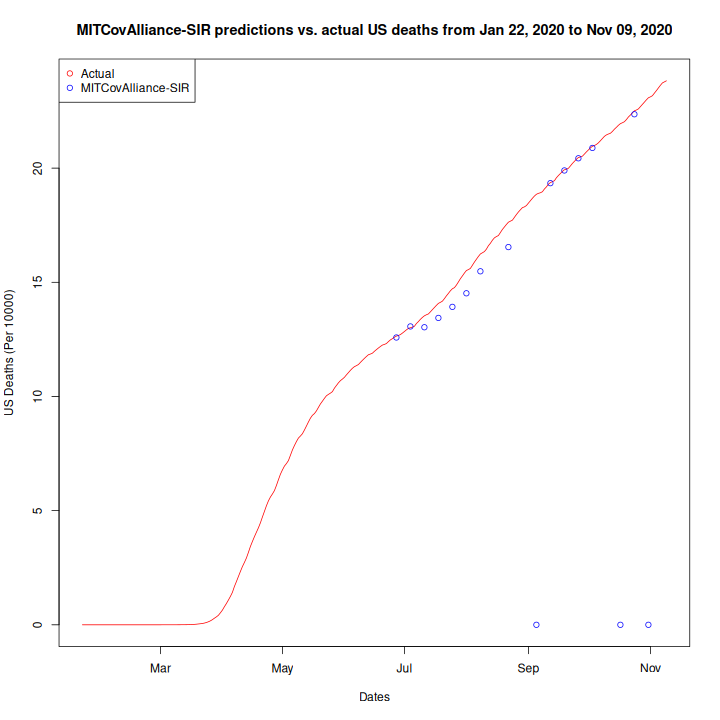 MITCovAlliance-SIR predictions vs. actual US deaths from Jan 22, 2020 to Nov 09, 2020
Actual
MITCovAlliance-SIR
US Deaths (Per 10000)
20
15
10
5
0
Mar May Jul Sep Nov
Dates